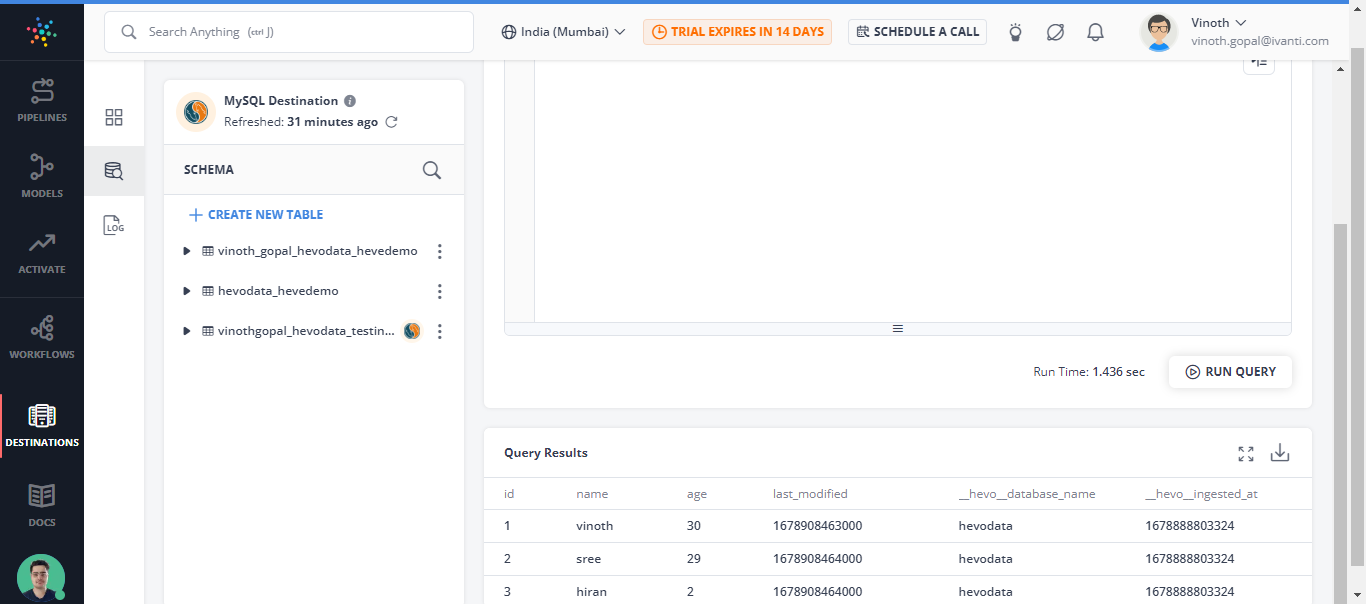 Search Anything (ctrl J)
India (Mumbai)
TRIAL EXPIRES IN 14 DAYS
SCHEDULE A CALL
Vinoth
vinoth.gopal@ivanti.com
PIPELINES
MODELS
ACTIVATE
WORKFLOWS
DESTINATIONS
DOCS
LOG
MySQL Destination
Refreshed: 31 minutes ago
SCHEMA
CREATE NEW TABLE
vinoth_gopal_hevodata_hevedemo
hevodata_hevedemo
vinothgopal_hevodata_testin...
Run Time: 1.436 sec
RUN QUERY
Query Results
id name age last_modified __hevo__database_name __hevo__ingested_at
1 vinoth 30 1678908463000 hevodata 1678888803324
2 sree 29 1678908464000 hevodata 1678888803324
3 hiran 2 1678908464000 hevodata 1678888803324